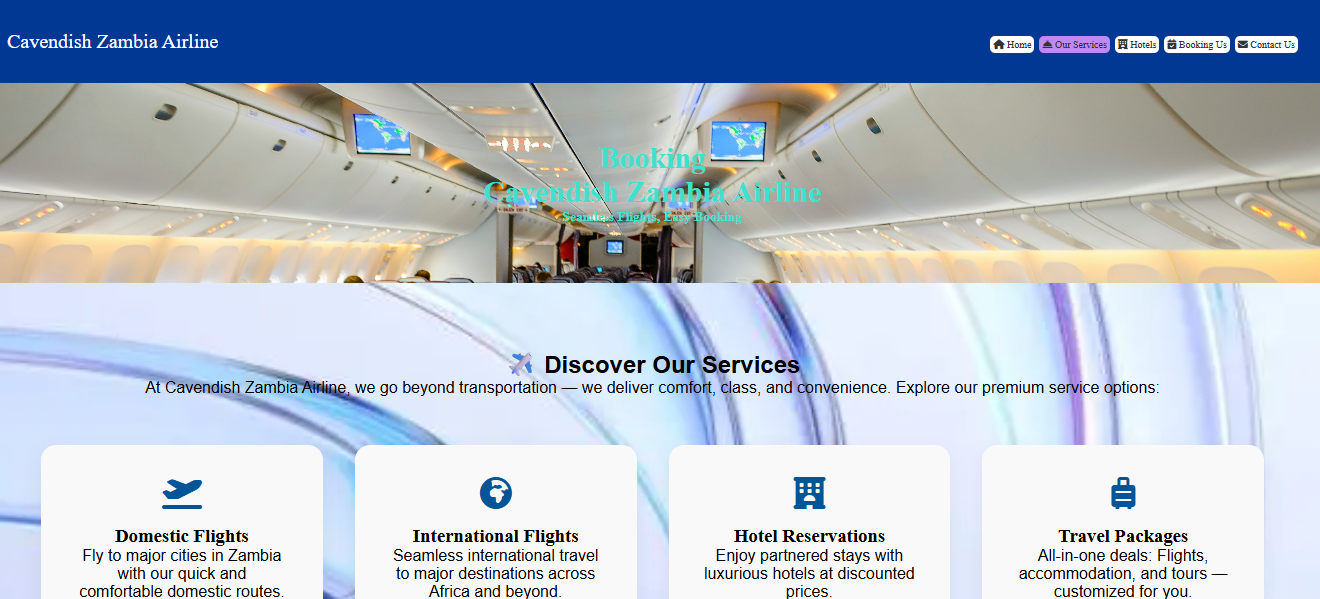 Cavendish Zambia Airline
Home
Our Services
Hotels
Booking Us
Contact Us
Booking
Cavendish Zambia Airline
Seamless Flights, Easy Booking
Discover Our Services
At Cavendish Zambia Airline, we go beyond transportation — we deliver comfort, class, and convenience. Explore our premium service options:
Domestic Flights
Fly to major cities in Zambia
with our quick and
comfortable domestic routes.
International Flights
Seamless international travel
to major destinations across
Africa and beyond.
Hotel Reservations
Enjoy partnered stays with
luxurious hotels at discounted
prices.
Travel Packages
All-in-one deals: Flights,
accommodation, and tours —
customized for you.